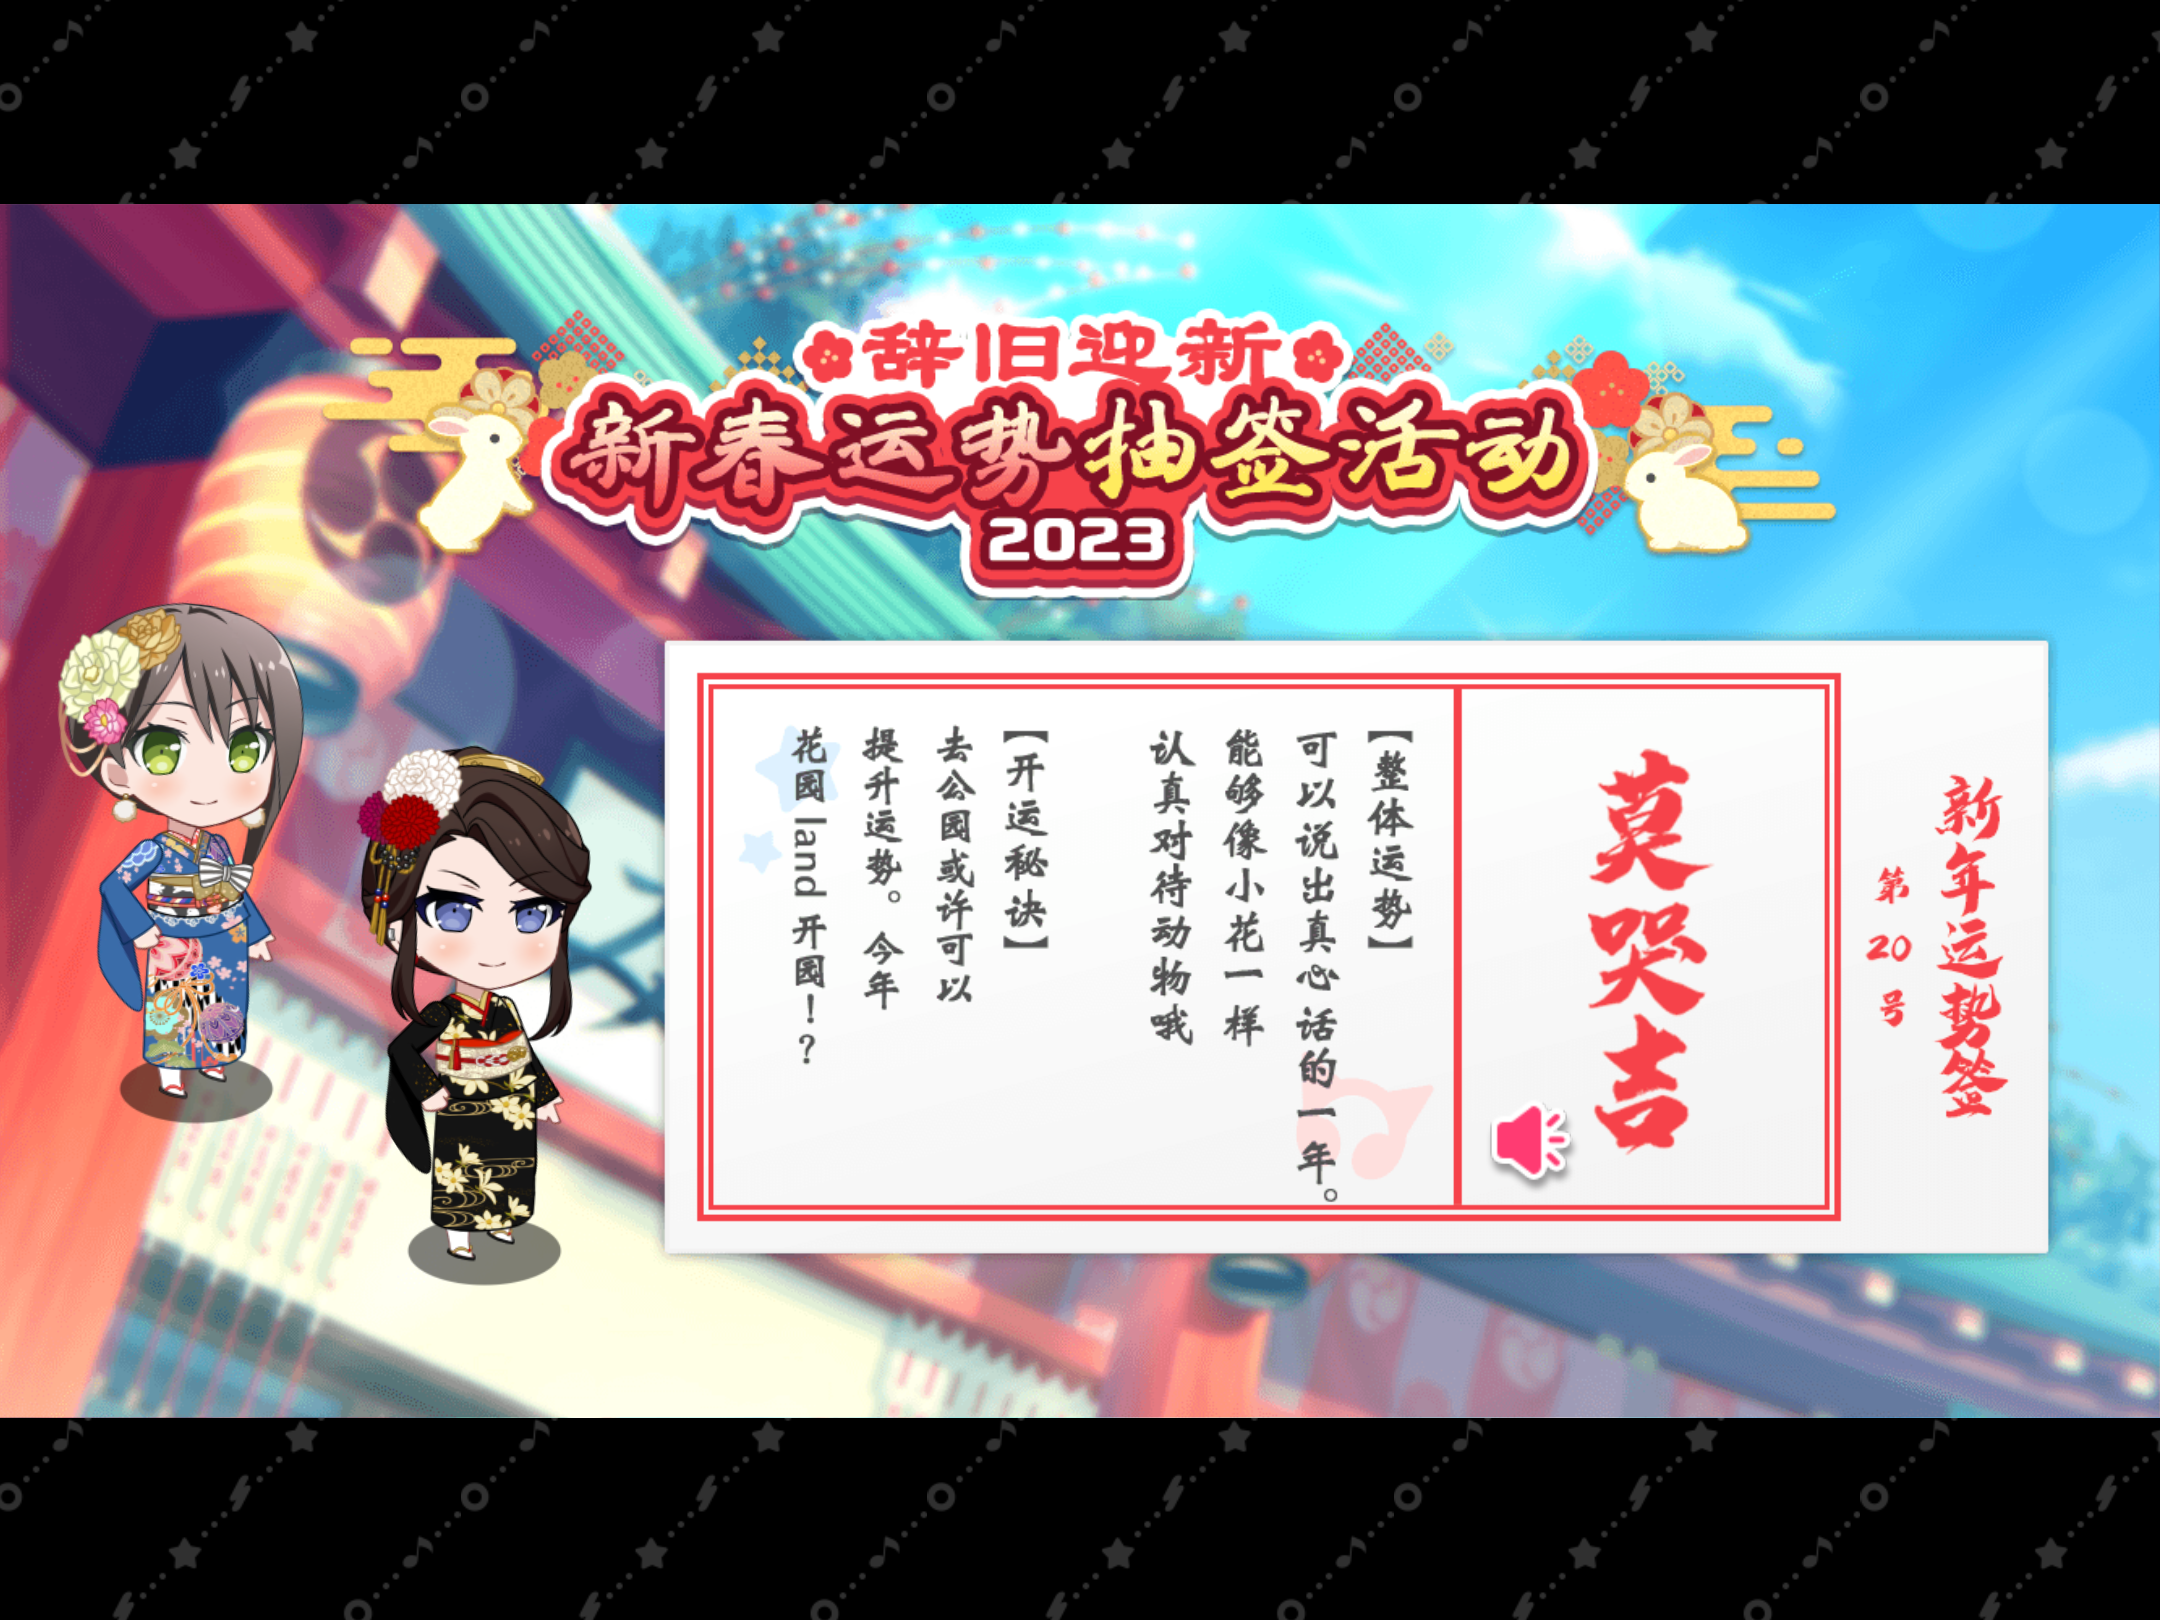 辞旧迎新
新春运势抽签活动
2023
新年运势签
第20号
莫哭吉
【整体运势】
可以说出真心话的一年。
能够像小花一样
认真对待动物哦
【开运秘诀】
去公园或许可以
提升运势。今年
花园land开园！？